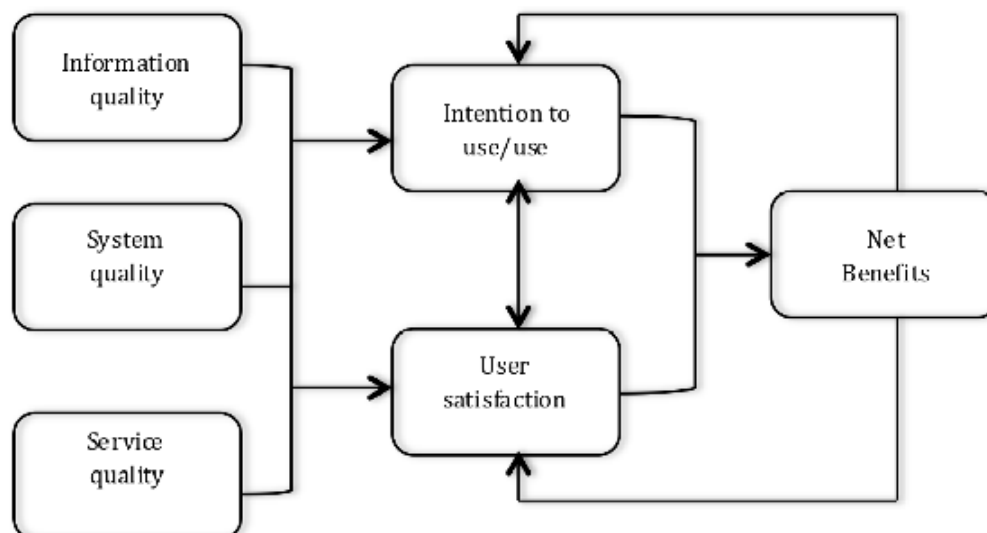 Information
quality
Intention to
use/use
System
quality
Net
Benefits
User
satisfaction
Service
quality